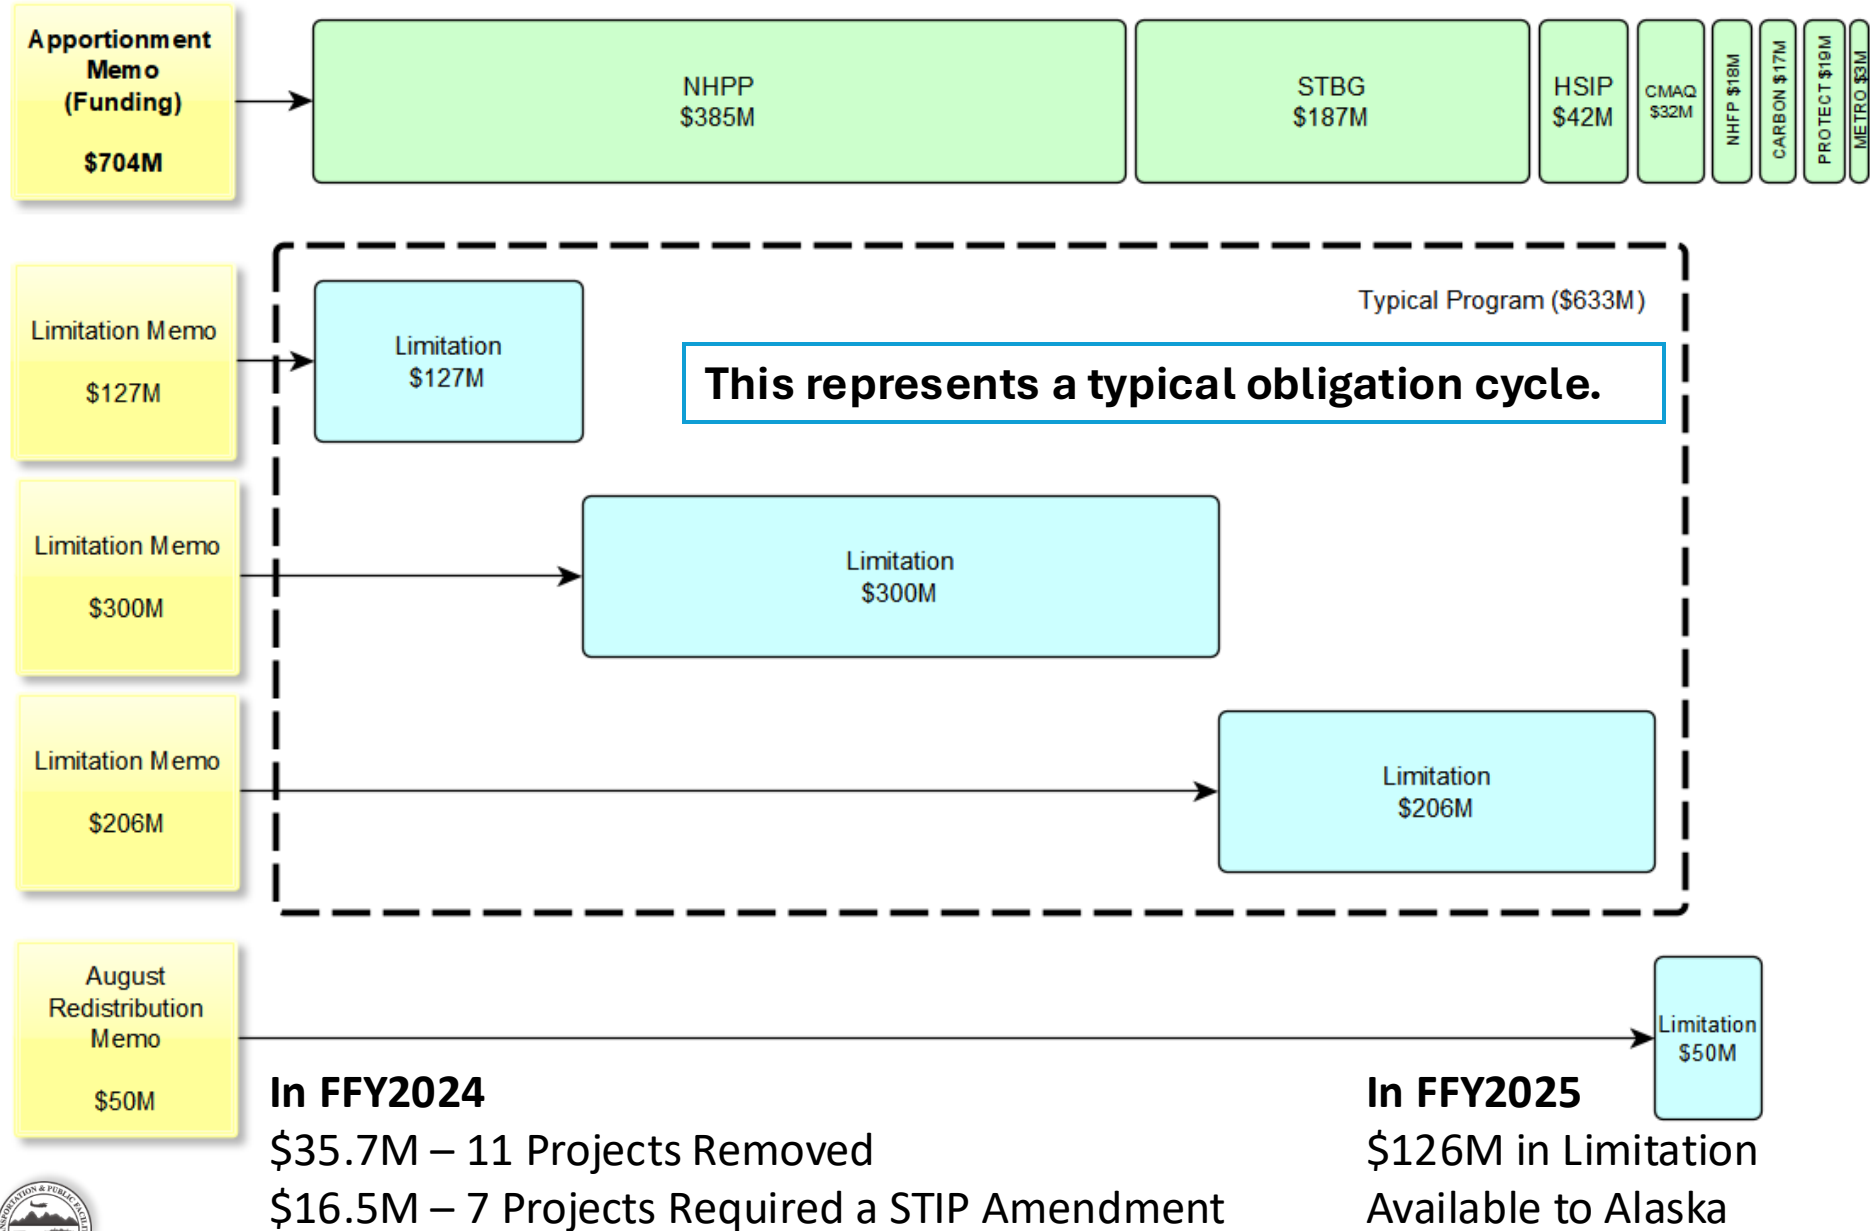 Apportionment
Memo
(Funding)
$704M
NHPP
$385M
STBG
$187M
HSIP
$42M
CMAQ
$32M
NHFP $18M
CARBON $17M
PROTECT $19M
METRO $3M
Typical Program ($633M)
Limitation Memo
$127M
Limitation
$127M
This represents a typical obligation cycle.
Limitation Memo
$300M
Limitation
$300M
Limitation Memo
$206M
Limitation
$206M
August
Redistribution
Memo
$50M
Limitation
$50M
In FFY2024
$35.7M – 11 Projects Removed
$16.5M – 7 Projects Required a STIP Amendment
In FFY2025
$126M in Limitation
Available to Alaska